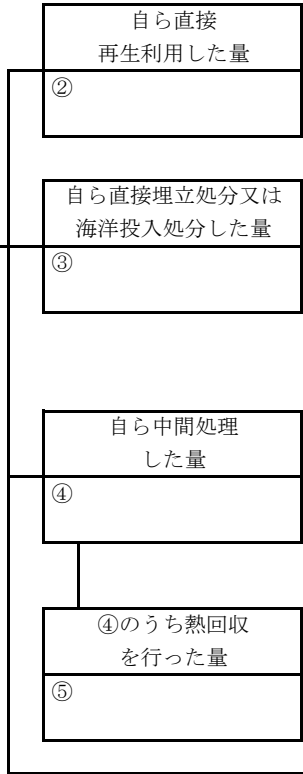 自ら直接
再生利用した量
②
自ら直接埋立処分又は
海洋投入処分した量
③
自ら中間処理
した量
④
④のうち熱回収
を行った量
⑤